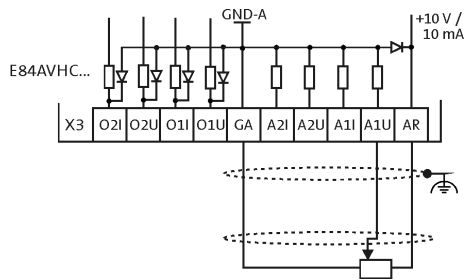 GND-A
+10 V /
10 mA
E84AVHC...
X3 O2I O2U O1I O1U GA A2I A2U A1I A1U AR